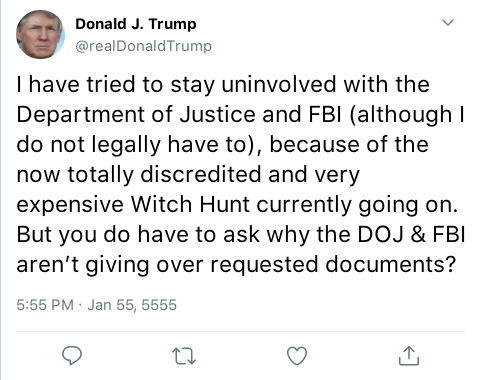 Donald J. Trump
@realDonaldTrump
I have tried to stay uninvolved with the
Department of Justice and FBI (although I
do not legally have to), because of the
now totally discredited and very
expensive Witch Hunt currently going on.
But you do have to ask why the DOJ & FBI
aren’t giving over requested documents?
5:55 PM · Jan 55, 5555